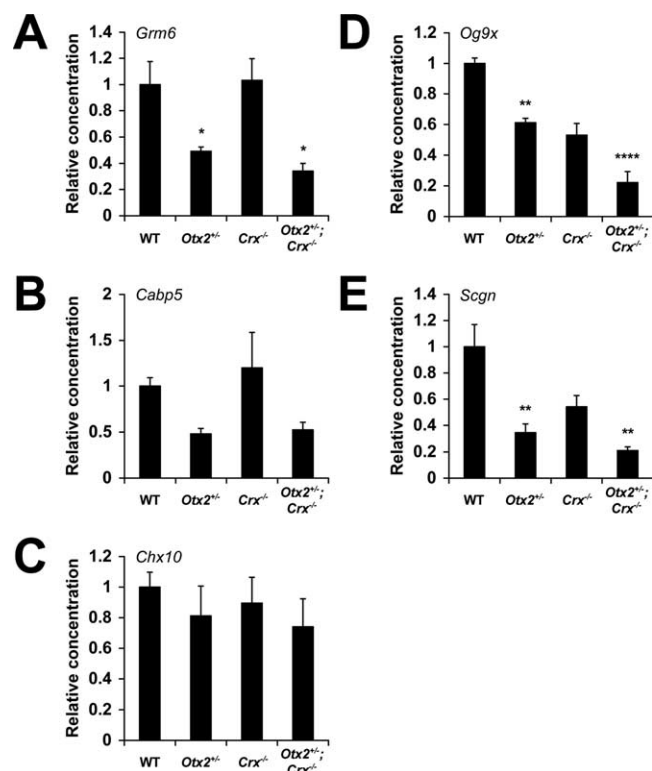 A
Grm6
Relative concentration
1.4
1.2
1
0.8
0.6
0.4
0.2
0
*
*
WT
Otx2+/-
Crx-/-
Otx2+/-;
Crx-/-
B
Cabp5
Relative concentration
2
1.5
1
0.5
0
WT
Otx2+/-
Crx-/-
Otx2+/-;
Crx-/-
C
Chx10
Relative concentration
1.2
1
0.8
0.6
0.4
0.2
0
WT
Otx2+/-
Crx-/-
Otx2+/-;
Crx-/-
D
Og9x
Relative concentration
1.2
1
0.8
0.6
0.4
0.2
0
**
****
WT
Otx2+/-
Crx-/-
Otx2+/-;
Crx-/-
E
Scgn
Relative concentration
1.4
1.2
1
0.8
0.6
0.4
0.2
0
**
**
WT
Otx2+/-
Crx-/-
Otx2+/-;
Crx-/-